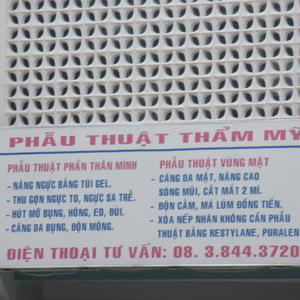 PHẪU THUẬT THẨM MỸ
PHẪU THUẬT PHẦN THÂN MÌNH
- NÂNG NGỰC BẰNG TÚI GEL.
- THU GỌN NGỰC TO, NGỰC SA TRỄ.
- HÚT MỠ BỤNG, HÔNG, EO, ĐÙI.
- CĂNG DA BỤNG, ĐỘN MÔNG.
PHẪU THUẬT VÙNG MẶT
- CĂNG DA MẶT, NÂNG CAO
SÓNG MŨI, CẮT MẮT 2 MÍ.
- ĐỘN CẰM, MÁ LÚM ĐỒNG TIỀN.
- XÓA NẾP NHĂN KHÔNG CẦN PHẪU
THUẬT BẰNG RESTYLANE, PURALEN
ĐIỆN THOẠI TƯ VẤN: 08. 3.844.3720